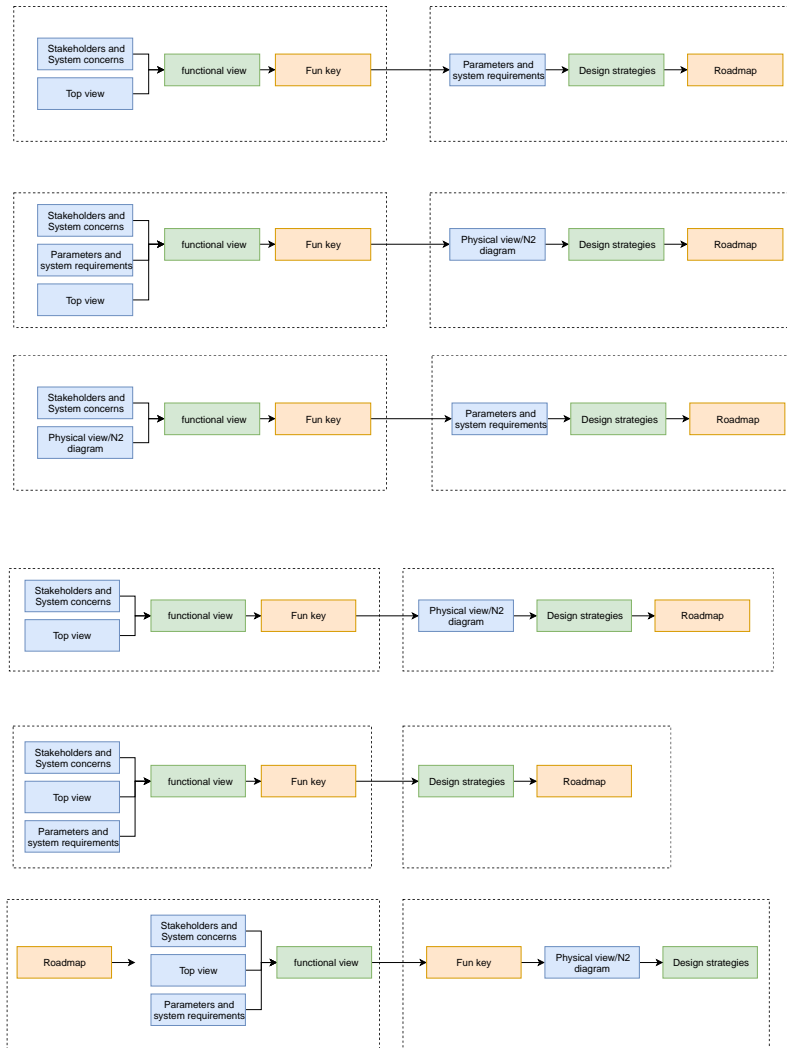 Stakeholders and
System concerns
Top view
functional view
Fun key
Parameters and
system requirements
Design strategies
Roadmap
Stakeholders and
System concerns
Parameters and
system requirements
Top view
functional view
Fun key
Physical view/N2
diagram
Design strategies
Roadmap
Stakeholders and
System concerns
Physical view/N2
diagram
functional view
Fun key
Parameters and
system requirements
Design strategies
Roadmap
Stakeholders and
System concerns
Top view
functional view
Fun key
Physical view/N2
diagram
Design strategies
Roadmap
Stakeholders and
System concerns
Top view
Parameters and
system requirements
functional view
Fun key
Design strategies
Roadmap
Roadmap
Stakeholders and
System concerns
Top view
Parameters and
system requirements
functional view
Fun key
Physical view/N2
diagram
Design strategies